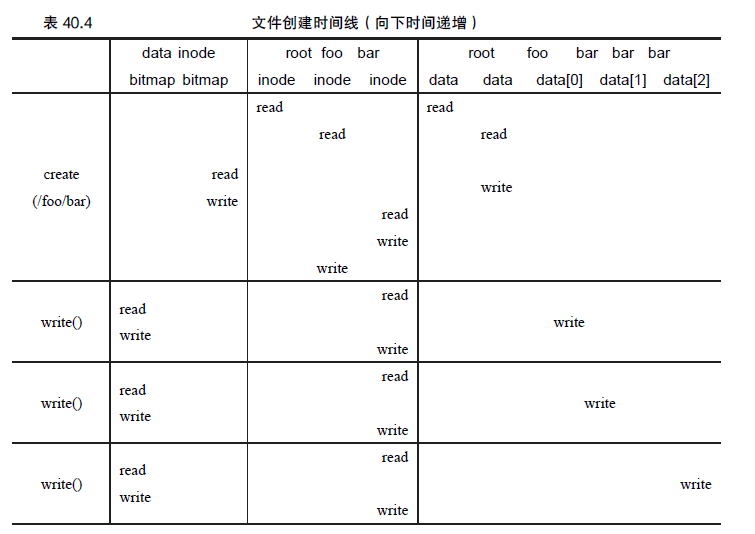 表 40.4 文件创建时间线（向下时间递增）
data inode root foo bar root foo bar bar bar
bitmap bitmap inode inode inode data data data[0] data[1] data[2]
read read
read read
create read
write
(/foo/bar) write
read
write
write
read
read
write() write
write
write
read
read
write() write
write
write
read
read
write() write
write
write